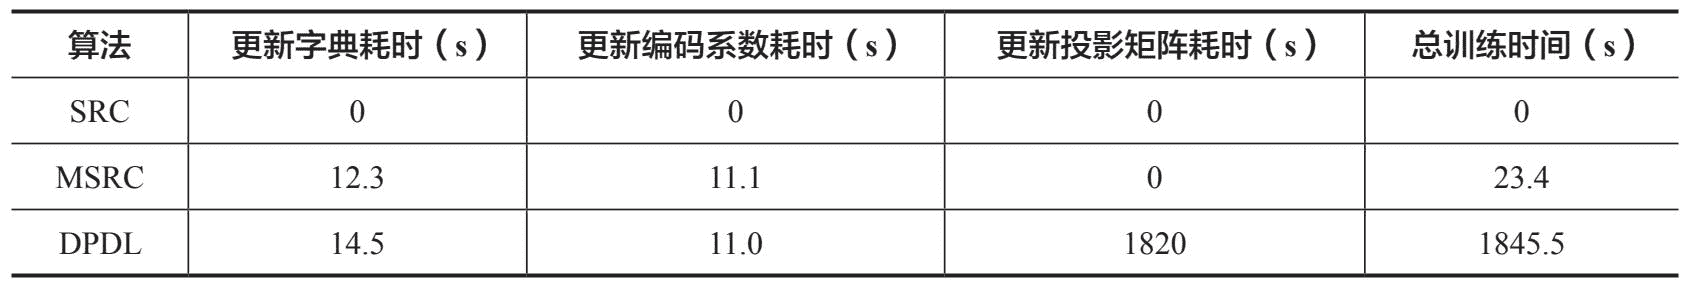 算法 更新字典耗时（s） 更新编码系数耗时（s） 更新投影矩阵耗时（s） 总训练时间（s）
SRC 0 0 0 0
MSRC 12.3 11.1 0 23.4
DPDL 14.5 11.0 1820 1845.5